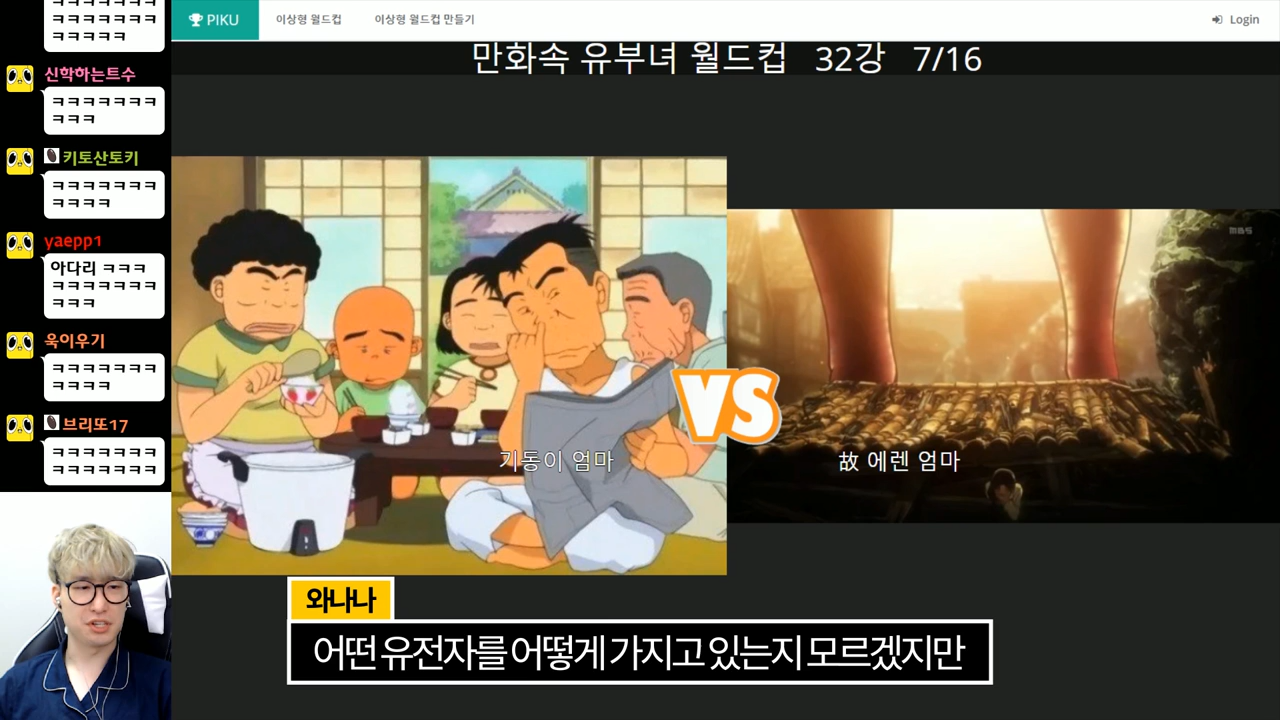 PIKU
이상형 월드컵
이상형 월드컵 만들기
Login
만화속 유부녀 월드컵 32강 7/16
ㅋㅋㅋㅋㅋㅋㅋ
ㅋㅋㅋㅋㅋㅋㅋ
ㅋㅋㅋㅋㅋ
신학하는트수
ㅋㅋㅋㅋㅋㅋㅋ
ㅋㅋㅋ
키토산토키
ㅋㅋㅋㅋㅋㅋㅋ
ㅋㅋㅋㅋ
yaepp1
아다리 ㅋㅋㅋ
ㅋㅋㅋㅋㅋㅋㅋ
ㅋㅋㅋ
욱이우기
ㅋㅋㅋㅋㅋㅋㅋ
ㅋㅋㅋㅋ
브리또17
ㅋㅋㅋㅋㅋㅋㅋ
ㅋㅋㅋㅋㅋㅋㅋ
MBS
VS
기동이 엄마
故 에렌 엄마
와나나
어떤 유전자를 어떻게 가지고 있는지 모르겠지만